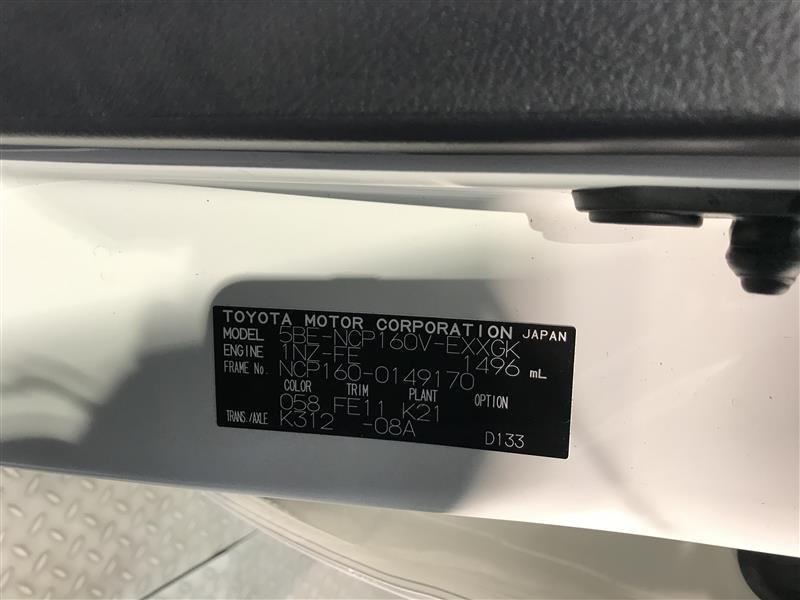 TOYOTA MOTOR CORPORATION JAPAN
MODEL 5BE-NCP160V-EXXGK
ENGINE 1NZ-FE 1496 mL
FRAME No. NCP160-0149170
COLOR TRIM PLANT OPTION
058 FE11 K21
TRANS./AXLE K312 -08A
D133